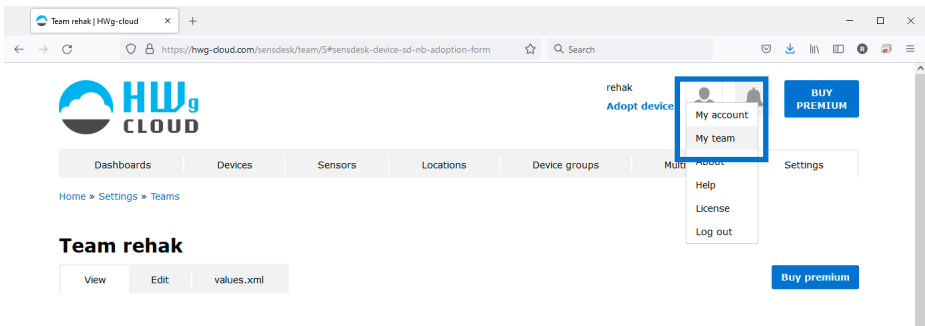 Team rehak | HWg-cloud
https://hwg-cloud.com/sensdesk/team/5#sensdesk-device-sd-nb-adoption-form
Search
R
HWg
CLOUD
rehak
Adopt device
BUY
PREMIUM
My account
My team
About
Help
License
Log out
Dashboards
Devices
Sensors
Locations
Device groups
Settings
Home » Settings » Teams
Team rehak
View
Edit
values.xml
Buy premium